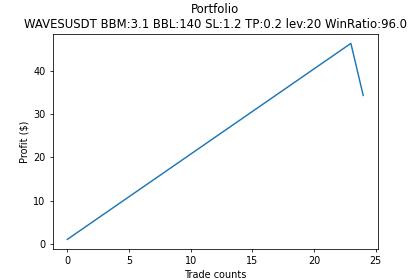 Portfolio
WAVESUSDT BBM:3.1 BBL:140 SL:1.2 TP:0.2 lev:20 WinRatio:96.0
Profit ($)
40
30
20
10
0
0 5 10 15 20 25
Trade counts